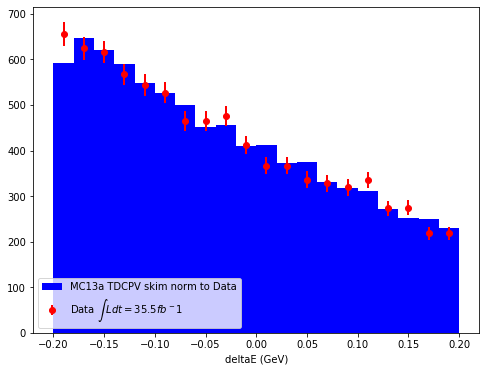 700
600
500
400
300
200
100
0
MC13a TDCPV skim norm to Data
Data ∫Ldt = 35.5fb⁻1
−0.20 −0.15 −0.10 −0.05 0.00 0.05 0.10 0.15 0.20
deltaE (GeV)